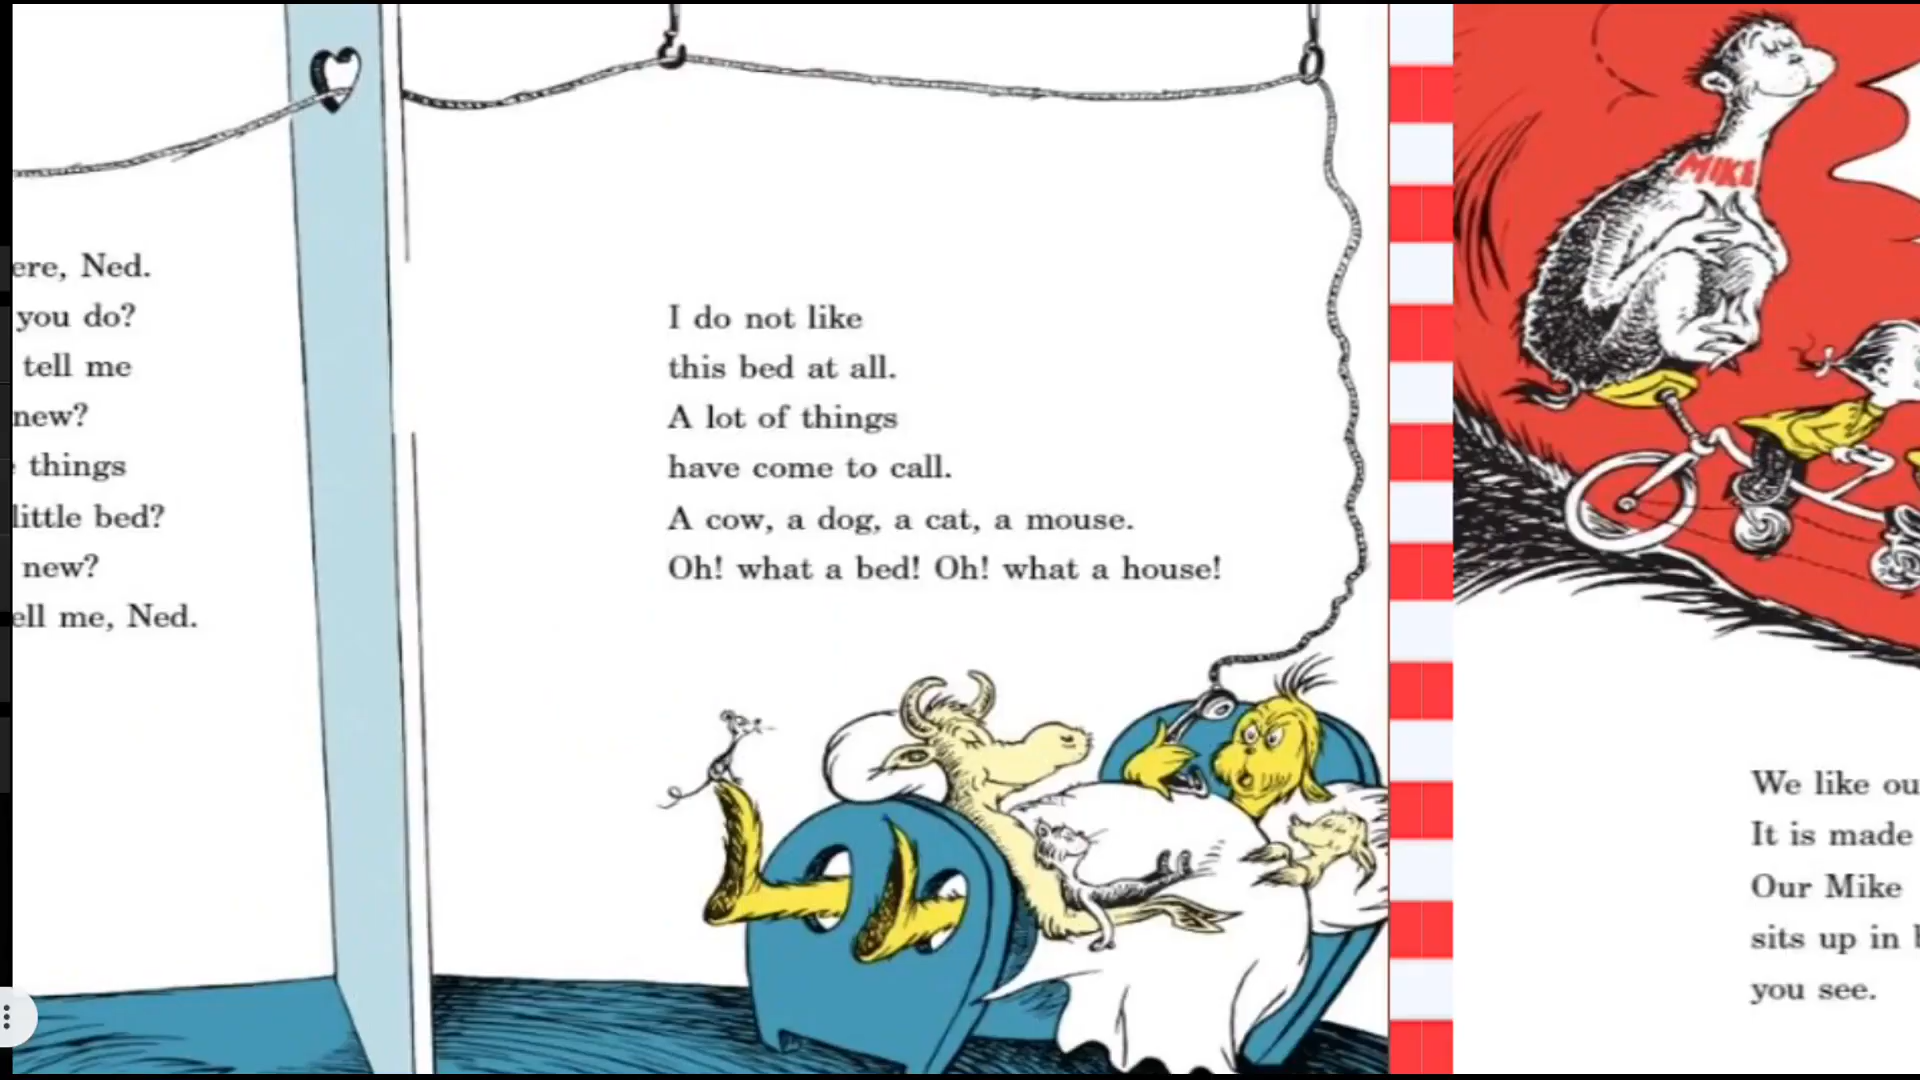 ere, Ned.
you do?
tell me
new?
things
little bed?
new?
ell me, Ned.
I do not like
this bed at all.
A lot of things
have come to call.
A cow, a dog, a cat, a mouse.
Oh! what a bed! Oh! what a house!
MIKE
We like ou
It is made
Our Mike
sits up in
you see.